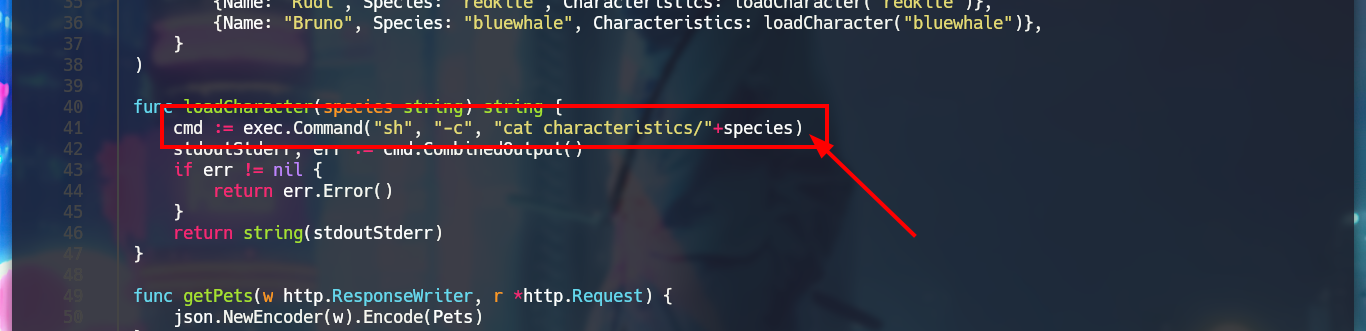 35 {Name: "Rudi", Species: "redkite", Characteristics: loadCharacter("redkite")},
36 {Name: "Bruno", Species: "bluewhale", Characteristics: loadCharacter("bluewhale")},
37 }
38 )
39
40 func loadCharacter(species string) string {
41 cmd := exec.Command("sh", "-c", "cat characteristics/"+species)
42 stdoutStderr, err := cmd.CombinedOutput()
43 if err != nil {
44 return err.Error()
45 }
46 return string(stdoutStderr)
47 }
48
49 func getPets(w http.ResponseWriter, r *http.Request) {
50 json.NewEncoder(w).Encode(Pets)